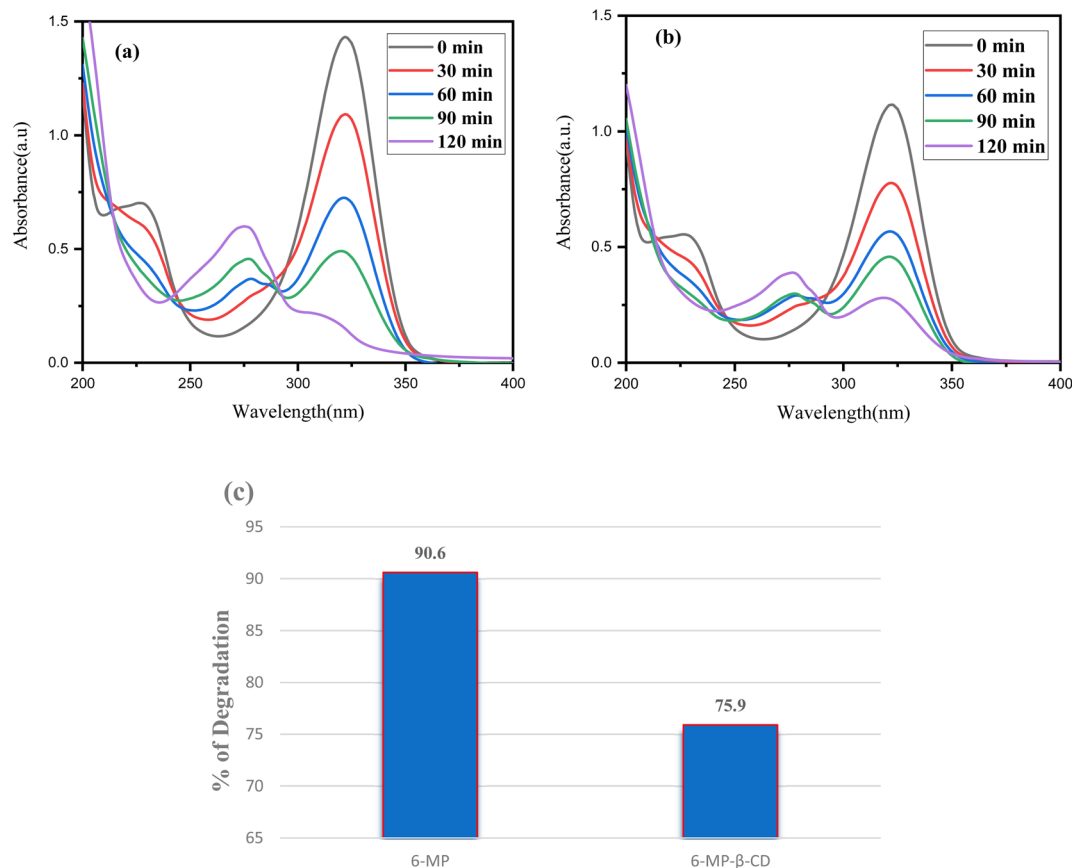 (a)
0 min
30 min
60 min
90 min
120 min
1.5
1.0
0.5
0.0
Absorbance(a.u)
200 250 300 350 400
Wavelength(nm)
(b)
0 min
30 min
60 min
90 min
120 min
1.5
1.0
0.5
0.0
Absorbance(a.u.)
200 250 300 350 400
Wavelength(nm)
(c)
95
90
85
80
75
70
65
% of Degradation
90.6
75.9
6-MP 6-MP-β-CD